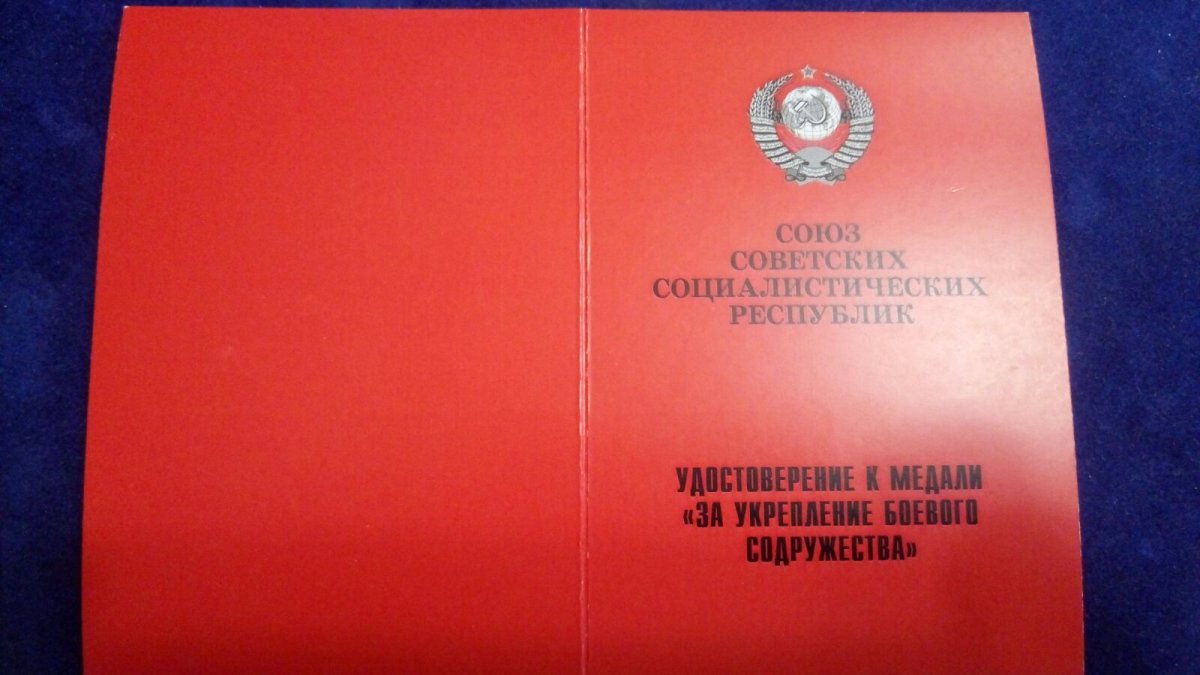 СОЮЗ
СОВЕТСКИХ
СОЦИАЛИСТИЧЕСКИХ
РЕСПУБЛИК
УДОСТОВЕРЕНИЕ К МЕДАЛИ
«ЗА УКРЕПЛЕНИЕ БОЕВОГО
СОДРУЖЕСТВА»